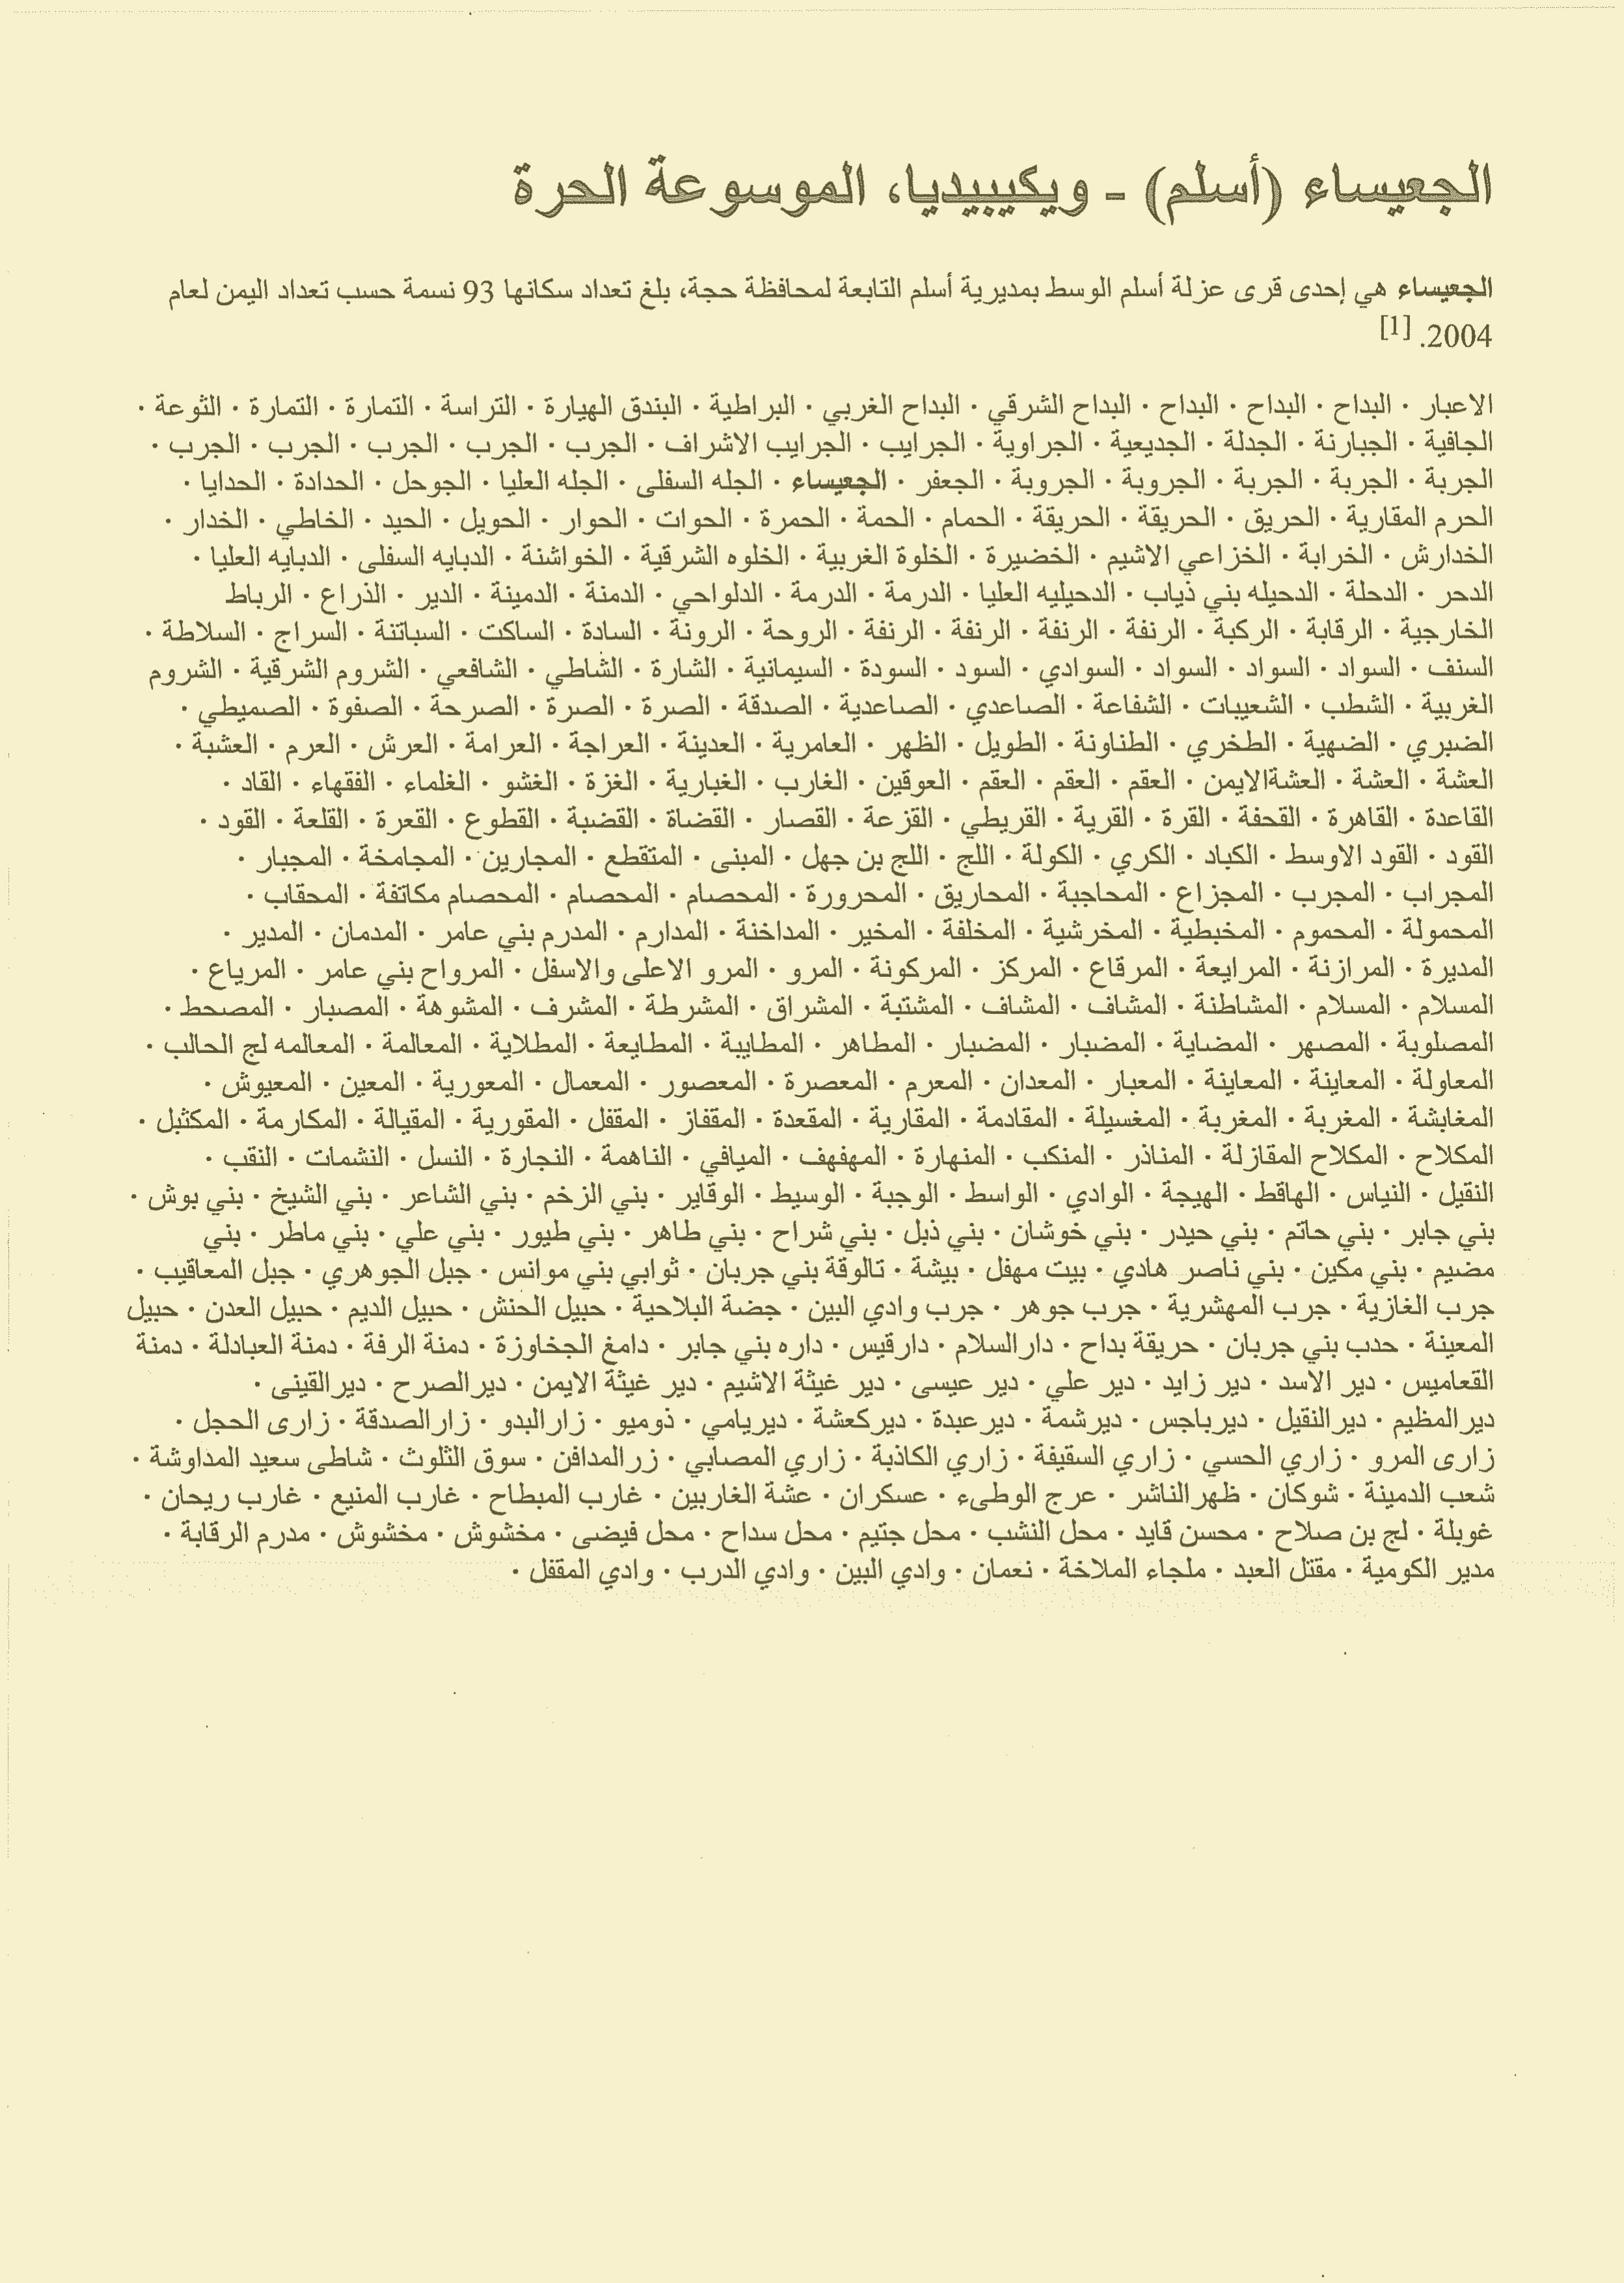 الجعيساء (أسلم) - ويكيبيديا، الموسوعة الحرة
الجعيساء هي إحدى قرى عزلة أسلم الوسط بمديرية أسلم التابعة لمحافظة حجة، بلغ تعداد سكانها 93 نسمة حسب تعداد اليمن لعام
2004. [1]
الاعبار · البداح · البداح · البداح · البداح الشرقي · البداح الغربي · البراطية · البندق الهيارة · التراسة · التمارة · التمارة · الثوعة ·
الجافية · الجبارنة · الجدلة · الجديعية · الجراوية · الجرايب · الجرايب الاشراف · الجرب · الجرب · الجرب · الجرب · الجرب ·
الجربة · الجربة · الجربة · الجروبة · الجروبة · الجعفر · الجعيساء · الجله السفلى · الجله العليا · الجوحل · الحدادة · الحدايا ·
الحرم المقارية · الحريق · الحريقة · الحريقة · الحمام · الحمة · الحمرة · الحوات · الحوار · الحويل · الحيد · الخاطي · الخدار ·
الخدارش · الخرابة · الخزاعي الاشيم · الخضيرة · الخلوة الغربية · الخلوه الشرقية · الخواشنة · الدبايه السفلى · الدبايه العليا ·
الدحر · الدحلة · الدحيله بني ذياب · الدحيليه العليا · الدرمة · الدرمة · الدلواحي · الدمنة · الدمينة · الدير · الذراع · الرباط
الخارجية · الرقابة · الركبة · الرنفة · الرنفة · الرنفة · الرنفة · الروحة · الرونة · السادة · الساكت · السباتنة · السراج · السلاطة ·
السنف · السواد · السواد · السواد · السوادي · السود · السودة · السيمانية · الشارة · الشاطي · الشافعي · الشروم الشرقية · الشروم
الغربية · الشطب · الشعيبات · الشفاعة · الصاعدي · الصاعدية · الصدقة · الصرة · الصرة · الصرحة · الصفوة · الصميطي ·
الضبري · الضهية · الطخري · الطناونة · الطويل · الظهر · العامرية · العدينة · العراجة · العرامة · العرش · العرم · العشبة ·
العشة · العشة · العشةالايمن · العقم · العقم · العقم · العوقين · الغارب · الغبارية · الغزة · الغشو · الغلماء · الفقهاء · القاد ·
القاعدة · القاهرة · القحفة · القرة · القرية · القريطي · القزعة · القصار · القضاة · القضبة · القطوع · القعرة · القلعة · القود ·
القود · القود الاوسط · الكباد · الكري · الكولة · اللج · اللج بن جهل · المبنى · المتقطع · المجارين · المجامخة · المجبار ·
المجراب · المجرب · المجزاع · المحاجبة · المحاريق · المحرورة · المحصام · المحصام · المحصام مكاتفة · المحقاب ·
المحمولة · المحموم · المخبطية · المخرشية · المخلفة · المخير · المداخنة · المدارم · المدرم بني عامر · المدمان · المدير ·
المديرة · المرازنة · المرايعة · المرقاع · المركز · المركونة · المرو · المرو الاعلى والاسفل · المرواح بني عامر · المرياع ·
المسلام · المسلام · المشاطنة · المشاف · المشاف · المشتبة · المشراق · المشرطة · المشرف · المشوهة · المصبار · المصحط ·
المصلوبة · المصهر · المضاية · المضبار · المضبار · المطاهر · المطايبة · المطايعة · المطلاية · المعالمة · المعالمه لج الحالب ·
المعاولة · المعاينة · المعاينة · المعبار · المعدان · المعرم · المعصرة · المعصور · المعمال · المعورية · المعين · المعيوش ·
المغابشة · المغربة · المغربة · المغسيلة · المقادمة · المقارية · المقعدة · المقفاز · المقفل · المقورية · المقيالة · المكارمة · المكثبل ·
المكلاح · المكلاح المقازلة · المناذر · المنكب · المنهارة · المهفهف · الميافي · الناهمة · النجارة · النسل · النشمات · النقب ·
النقيل · النياس · الهاقط · الهيجة · الوادي · الواسط · الوجبة · الوسيط · الوقاير · بني الزخم · بني الشاعر · بني الشيخ · بني بوش ·
بني جابر · بني حاتم · بني حيدر · بني خوشان · بني ذبل · بني شراح · بني طاهر · بني طيور · بني علي · بني ماطر · بني
مضيم · بني مكين · بني ناصر هادي · بيت مهفل · بيشة · تالوقة بني جربان · ثوابي بني موانس · جبل الجوهري · جبل المعاقيب ·
جرب الغازية · جرب المهشرية · جرب جوهر · جرب وادي البين · جضة البلاحية · حبيل الحنش · حبيل الديم · حبيل العدن · حبيل
المعينة · حدب بني جربان · حريقة بداح · دارالسلام · دارقيس · داره بني جابر · دامغ الجخاوزة · دمنة الرفة · دمنة العبادلة · دمنة
القعاميس · دير الاسد · دير زايد · دير علي · دير عيسى · دير غيثة الاشيم · دير غيثة الايمن · ديرالصرح · ديرالقينى ·
ديرالمظيم · ديرالنقيل · ديرباجس · ديرشمة · ديرعبدة · ديركعشة · ديريامي · ذوميو · زارالبدو · زارالصدقة · زارى الحجل ·
زارى المرو · زاري الحسي · زاري السقيفة · زاري الكاذبة · زاري المصابي · زرالمدافن · سوق الثلوث · شاطى سعيد المداوشة ·
شعب الدمينة · شوكان · ظهرالناشر · عرج الوطىء · عسكران · عشة الغاربين · غارب المبطاح · غارب المنيع · غارب ريحان ·
غوبلة · لج بن صلاح · محسن قايد · محل النشب · محل جتيم · محل سداح · محل فيضى · مخشوش · مخشوش · مدرم الرقابة ·
مدير الكومية · مقتل العبد · ملجاء الملاخة · نعمان · وادي البين · وادي الدرب · وادي المقفل ·